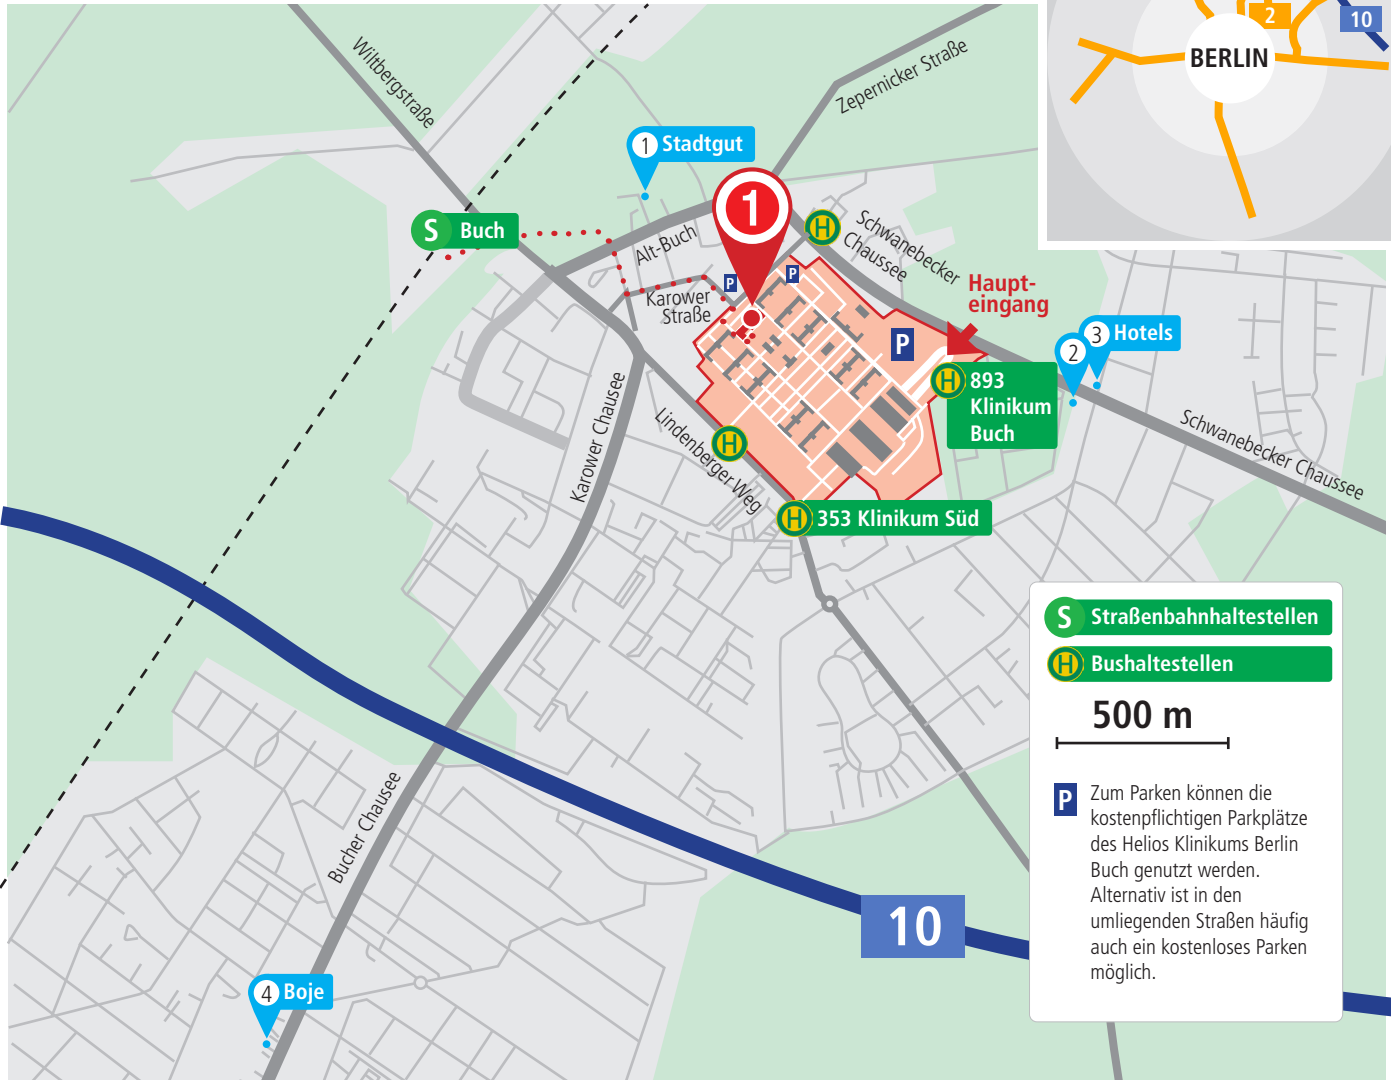 2
10
BERLIN
Wiltbergstraße
Zepernicker Straße
1 Stadtgut
1
S Buch
H
Alt-Buch
Schwanebecker
Chaussee
P
P
Karower
Straße
Haupt-
eingang
P
2
3 Hotels
H 893
Klinikum
Buch
Karower Chausee
Lindenberger Weg
H
Schwanebecker Chaussee
H 353 Klinikum Süd
S Straßenbahnhaltestellen
H Bushaltestellen
500 m
P Zum Parken können die
kostenpflichtigen Parkplätze
des Helios Klinikums Berlin
Buch genutzt werden.
Alternativ ist in den
umliegenden Straßen häufig
auch ein kostenloses Parken
möglich.
Bucher Chausee
10
4 Boje